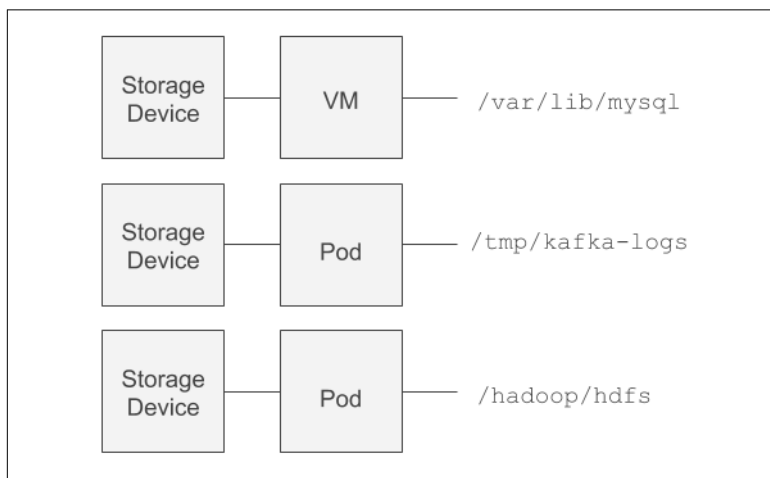 Storage
Device
VM
/var/lib/mysql
Storage
Device
Pod
/tmp/kafka-logs
Storage
Device
Pod
/hadoop/hdfs